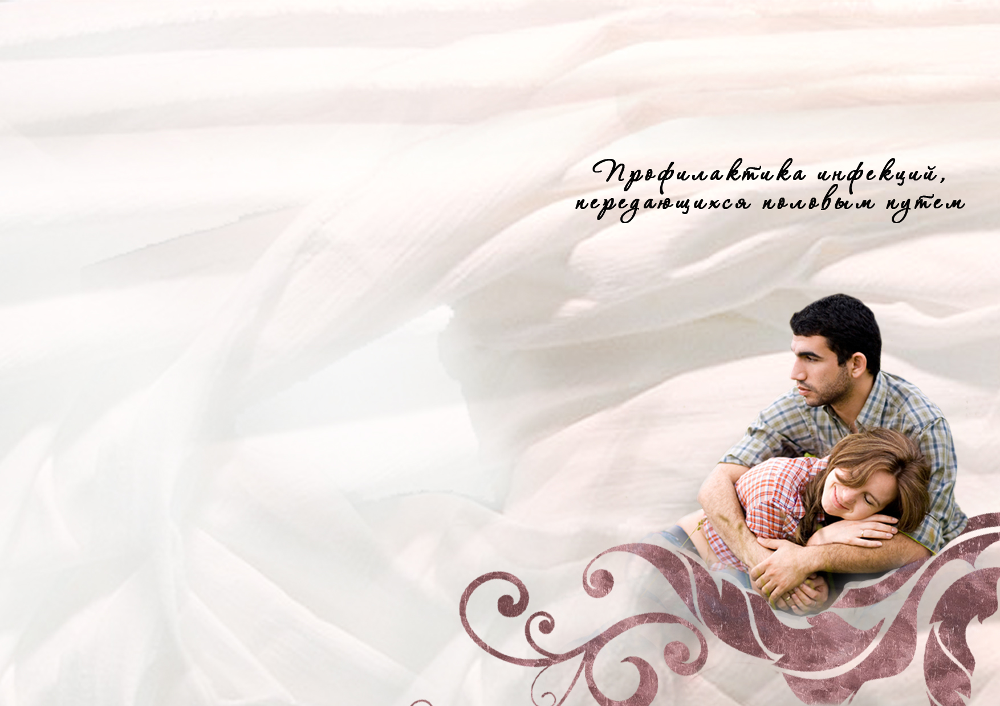 Профилактика инфекций,
передающихся половым путем